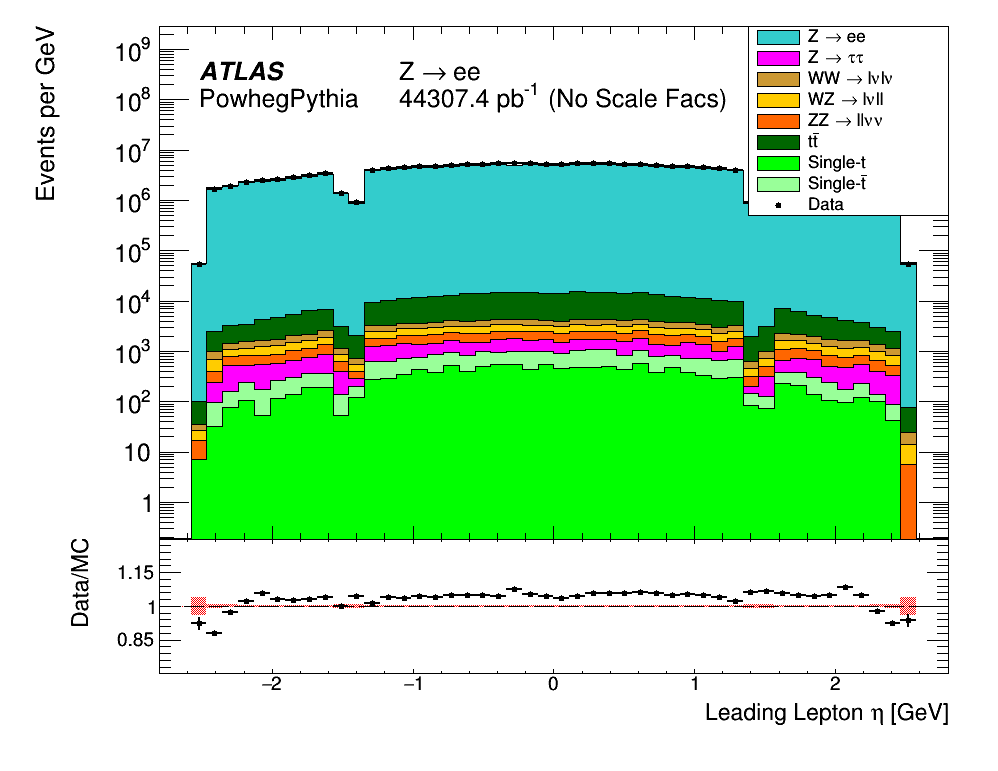 Events per GeV
10⁹
10⁸
10⁷
10⁶
10⁵
10⁴
10³
10²
10
1
ATLAS
PowhegPythia
Z → ee
44307.4 pb⁻¹ (No Scale Facs)
Z → ee
Z → ττ
WW → lνlν
WZ → lνll
ZZ → llνν
tt̄
Single-t
Single-t̄
Data
Data/MC
1.15
1
0.85
−2
−1
0
1
2
Leading Lepton η [GeV]